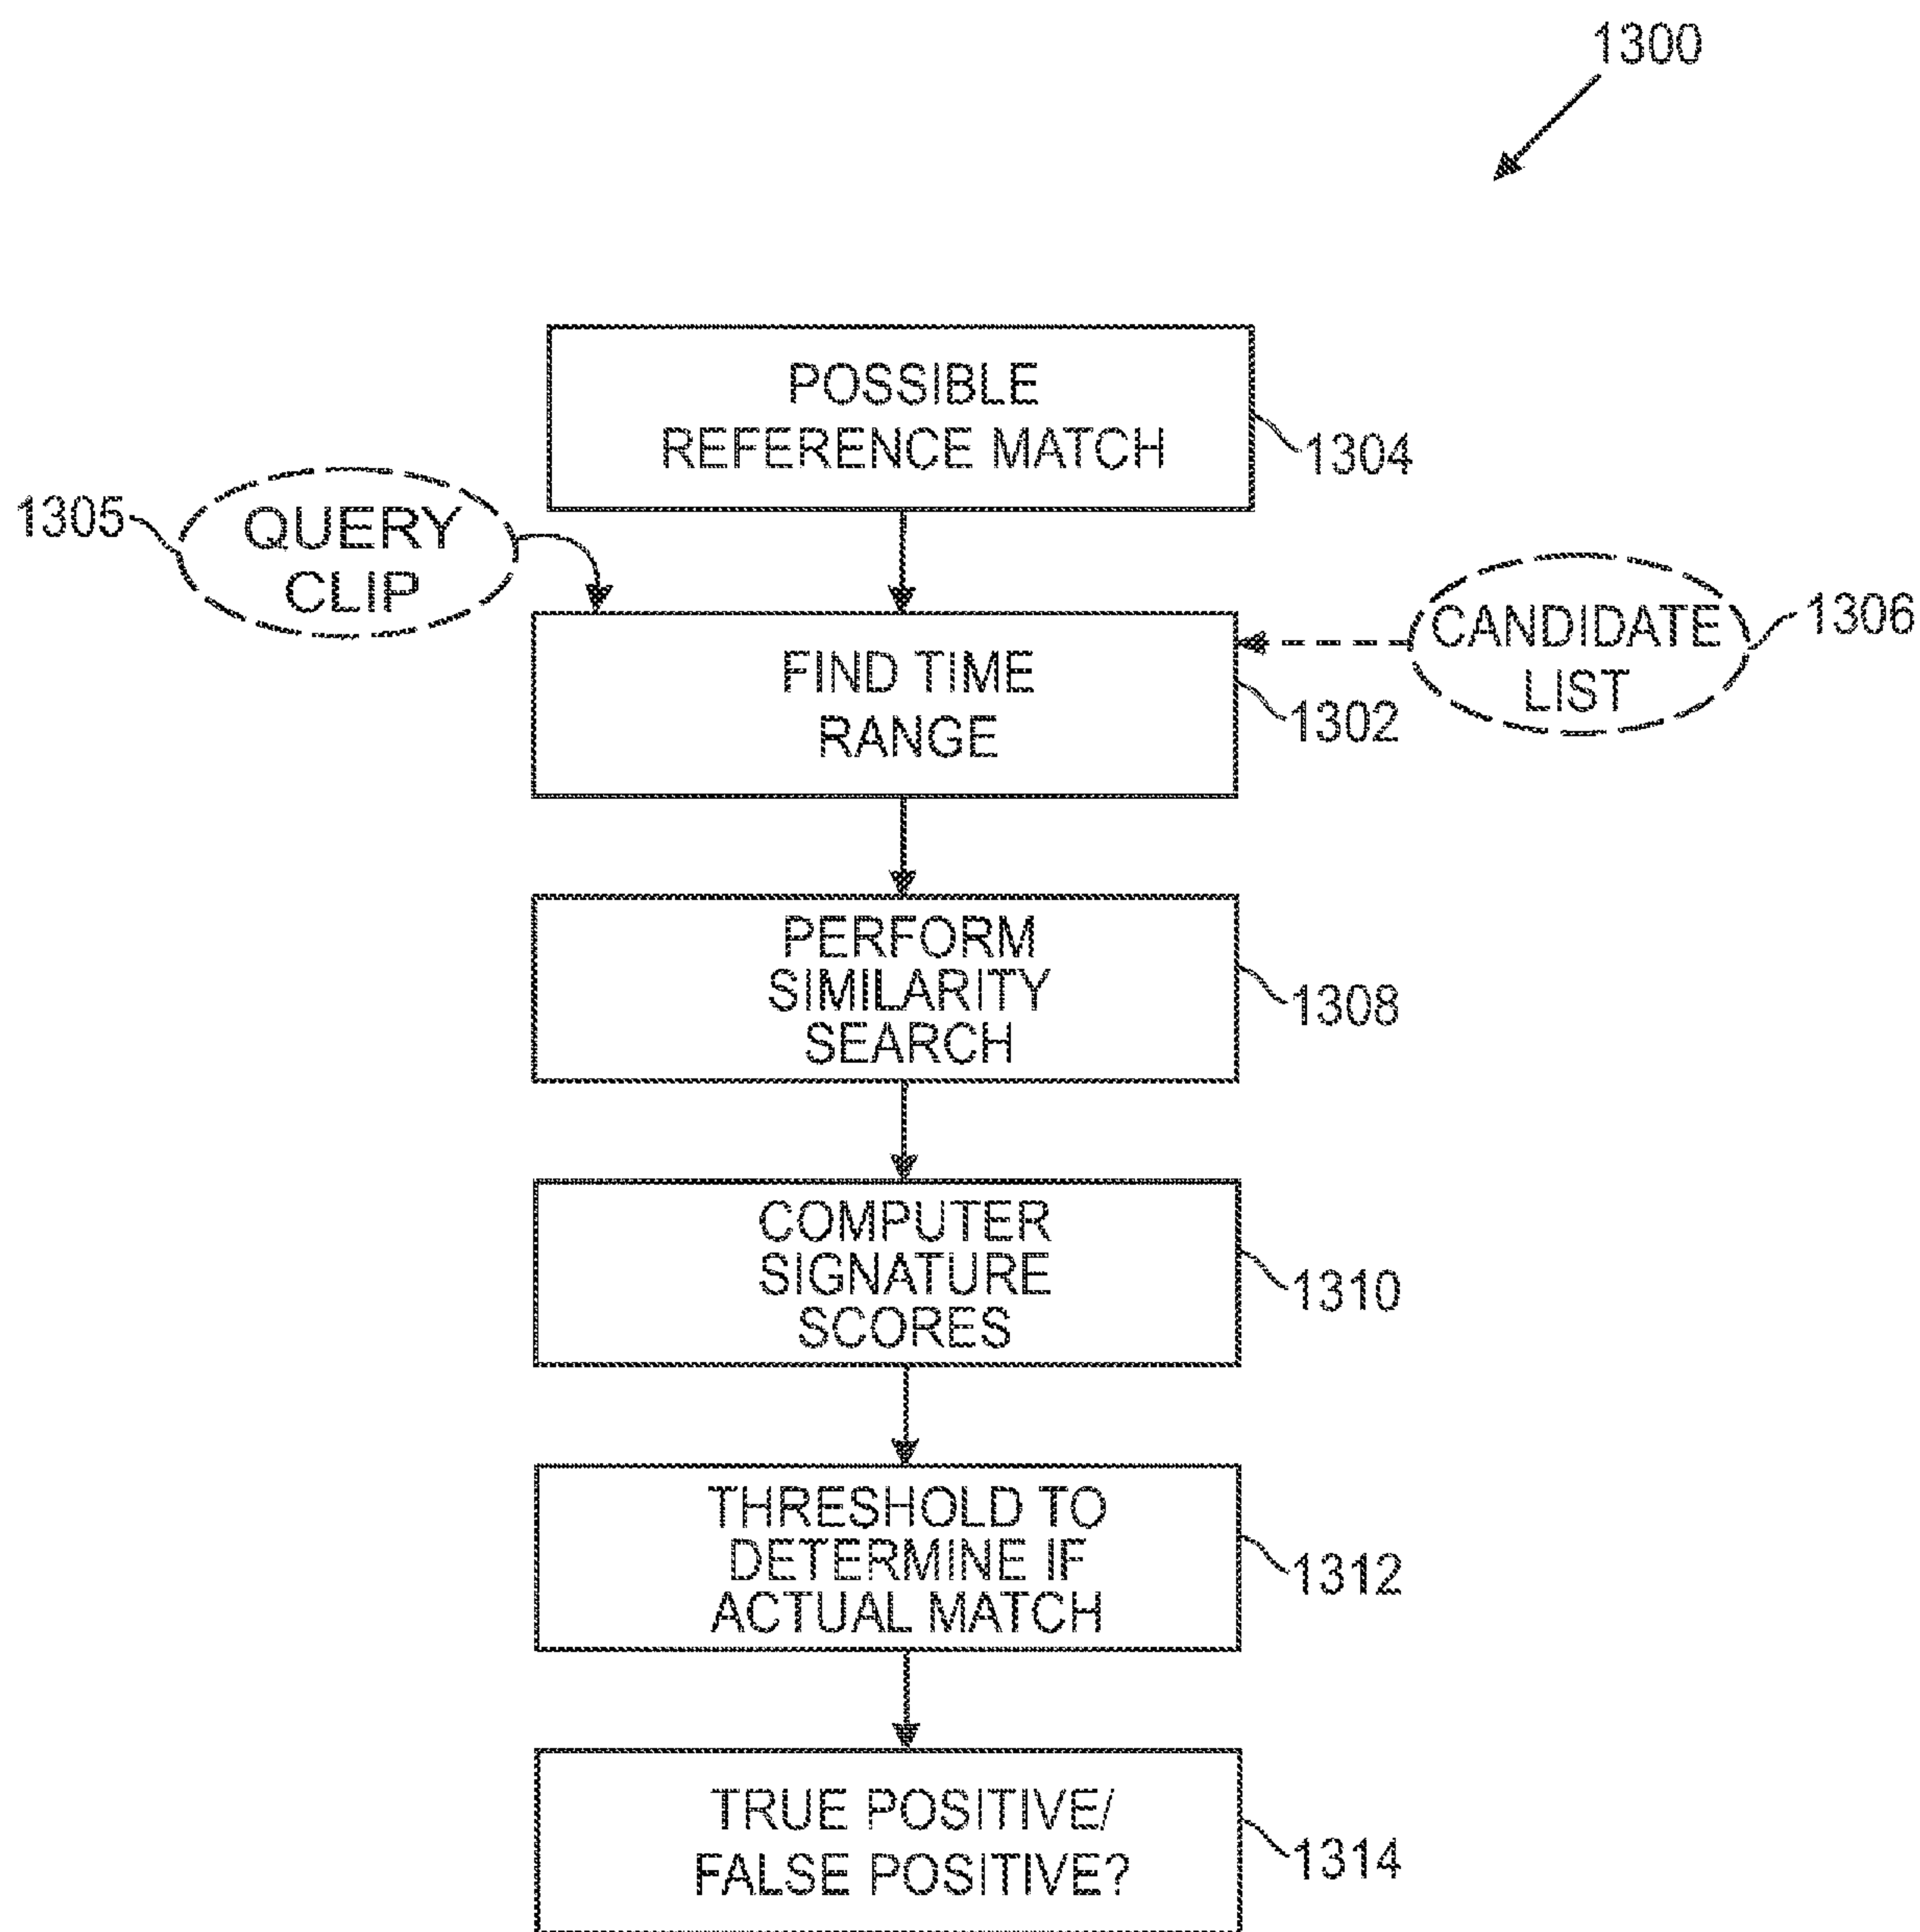 1300
POSSIBLE
REFERENCE MATCH
1304
1305
QUERY
CLIP
FIND TIME
RANGE
1302
CANDIDATE
LIST
1306
PERFORM
SIMILARITY
SEARCH
1308
COMPUTER
SIGNATURE
SCORES
1310
THRESHOLD TO
DETERMINE IF
ACTUAL MATCH
1312
TRUE POSITIVE/
FALSE POSITIVE?
1314